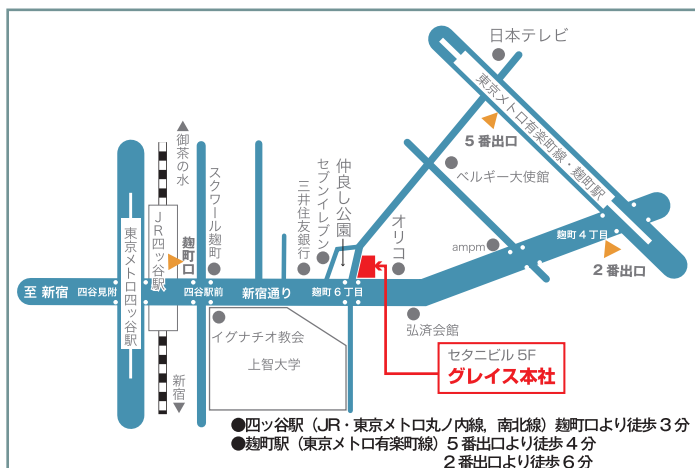 日本テレビ
東京メトロ有楽町線・麹町駅
5番出口
ベルギー大使館
▲御茶の水
スクワール麹町
三井住友銀行
セブンイレブン
仲良し公園
オリコ
ampm
麹町4丁目
2番出口
JR四ツ谷駅
麹町口
東京メトロ四ツ谷駅
至 新宿
四谷見附
四谷駅前
新宿通り
麹町6丁目
弘済会館
イグナチオ教会
上智大学
新宿▼
セタニビル 5F
グレイス本社
●四ッ谷駅(JR・東京メトロ丸ノ内線,南北線)麹町口より徒歩3分
●麹町駅(東京メトロ有楽町線)5番出口より徒歩4分
2番出口より徒歩6分